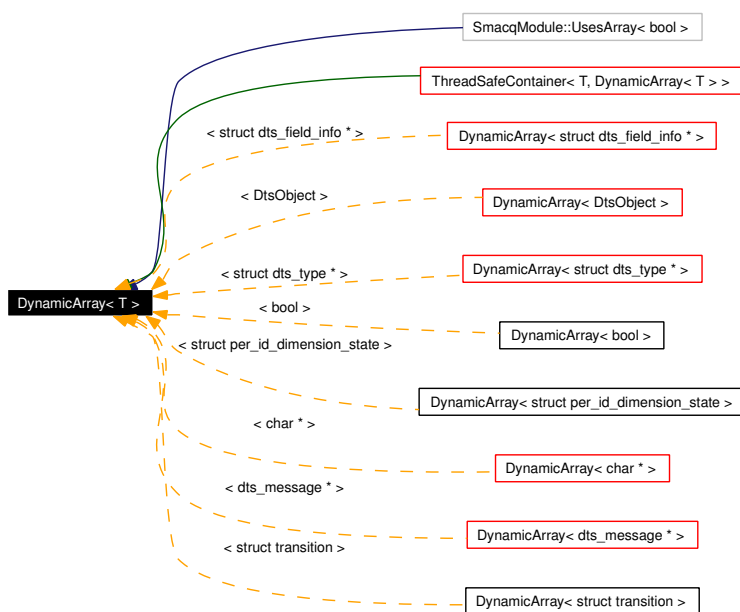 SmacqModule::UsesArray< bool >
ThreadSafeContainer< T, DynamicArray< T > >
< struct dts_field_info * >
DynamicArray< struct dts_field_info * >
< DtsObject >
DynamicArray< DtsObject >
< struct dts_type * >
DynamicArray< struct dts_type * >
DynamicArray< T >
< bool >
DynamicArray< bool >
< struct per_id_dimension_state >
DynamicArray< struct per_id_dimension_state >
< char * >
DynamicArray< char * >
< dts_message * >
DynamicArray< dts_message * >
< struct transition >
DynamicArray< struct transition >